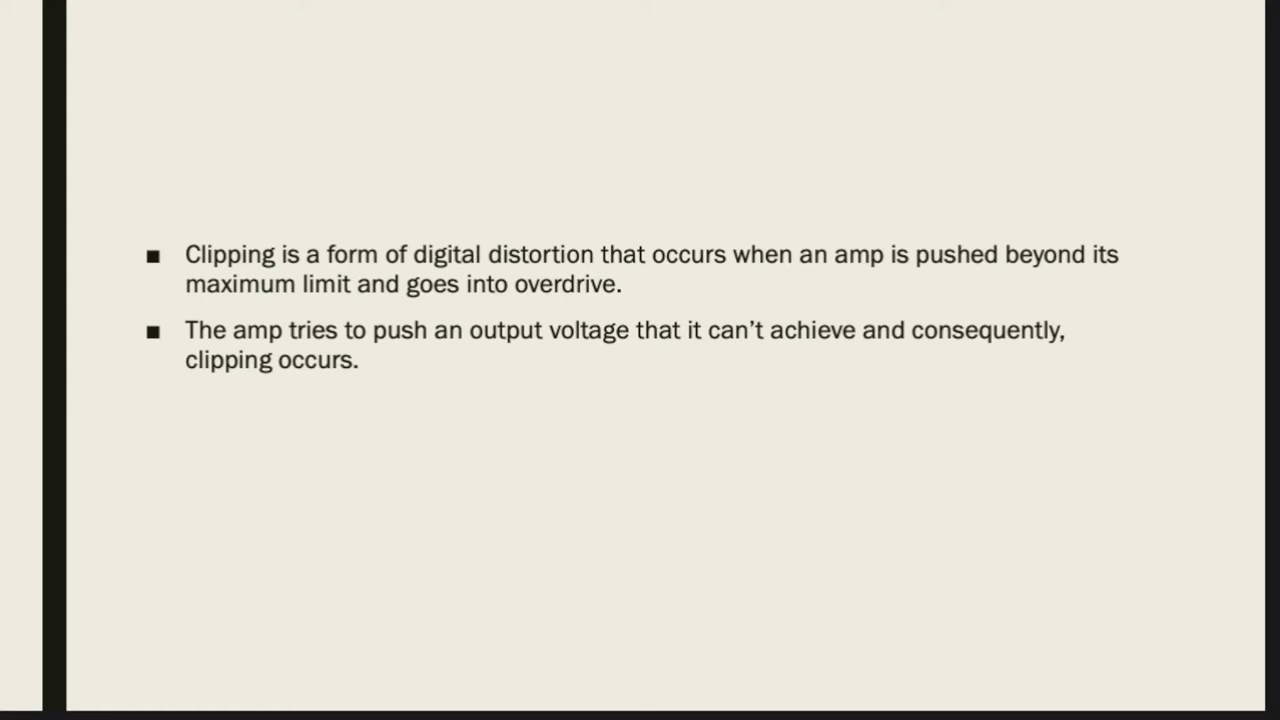 ■ Clipping is a form of digital distortion that occurs when an amp is pushed beyond its
maximum limit and goes into overdrive.
■ The amp tries to push an output voltage that it can’t achieve and consequently,
clipping occurs.